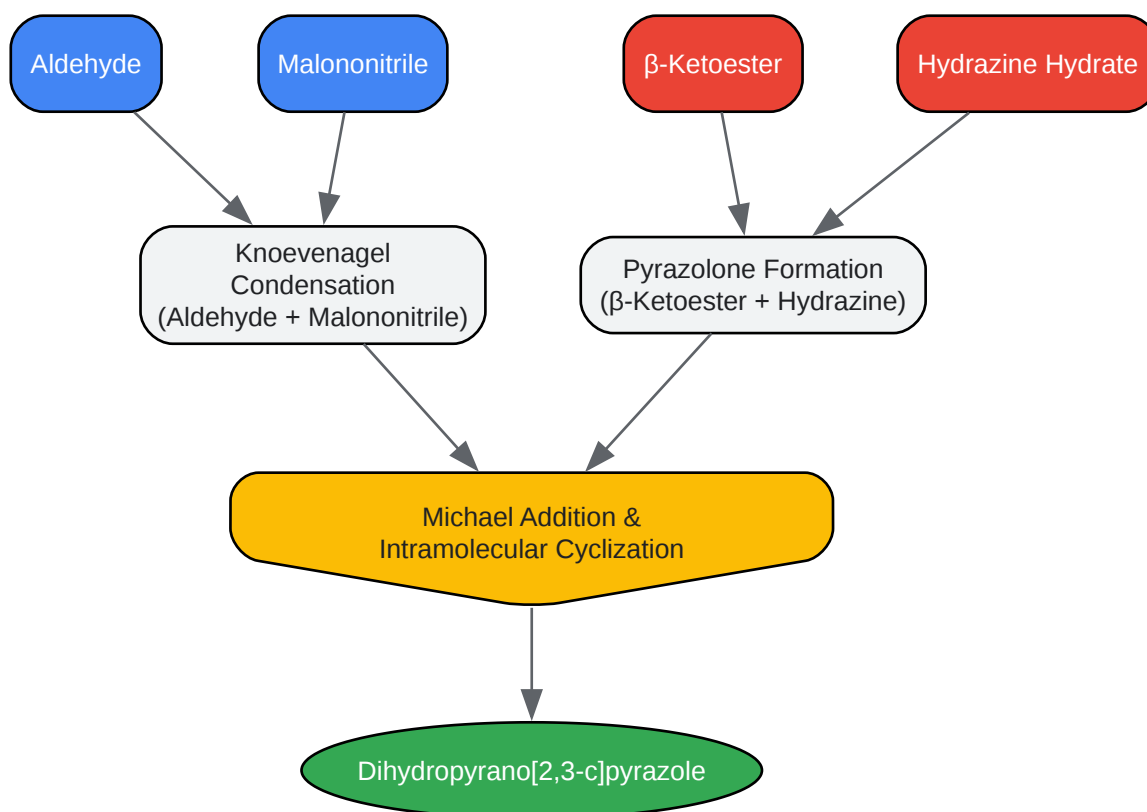 Aldehyde
Malononitrile
β-Ketoester
Hydrazine Hydrate
Knoevenagel
Condensation
(Aldehyde + Malononitrile)
Pyrazolone Formation
(β-Ketoester + Hydrazine)
Michael Addition &
Intramolecular Cyclization
Dihydropyrano[2,3-c]pyrazole